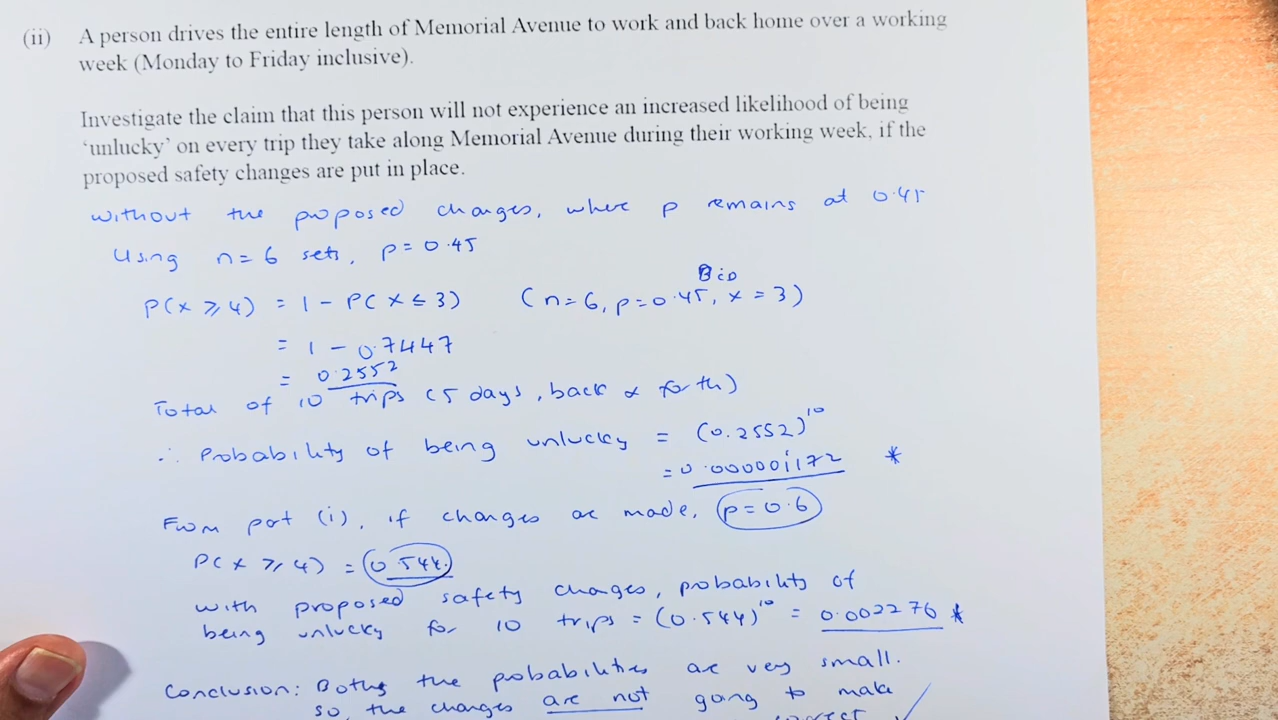 (ii) A person drives the entire length of Memorial Avenue to work and back home over a working
week (Monday to Friday inclusive).
Investigate the claim that this person will not experience an increased likelihood of being
'unlucky' on every trip they take along Memorial Avenue during their working week, if the
proposed safety changes are put in place.
without the proposed changes, where p remains at 0.45
Using n = 6 sets, p = 0.45
Bin
P(x ≥ 4) = 1 - P(x ≤ 3) (n = 6, p = 0.45, x = 3)
= 1 - 0.7447
= 0.2552
Total of 10 trips (5 days, back & forth)
∴ Probability of being unlucky = (0.2552)¹⁰
= 0.000001172 *
From part (i), if changes are made, p = 0.6
P(x ≥ 4) = 0.544
with proposed safety changes, probability of
being unlucky for 10 trips = (0.544)¹⁰ = 0.002276 *
Conclusion: Both the probabilities are very small.
so the changes are not going to make